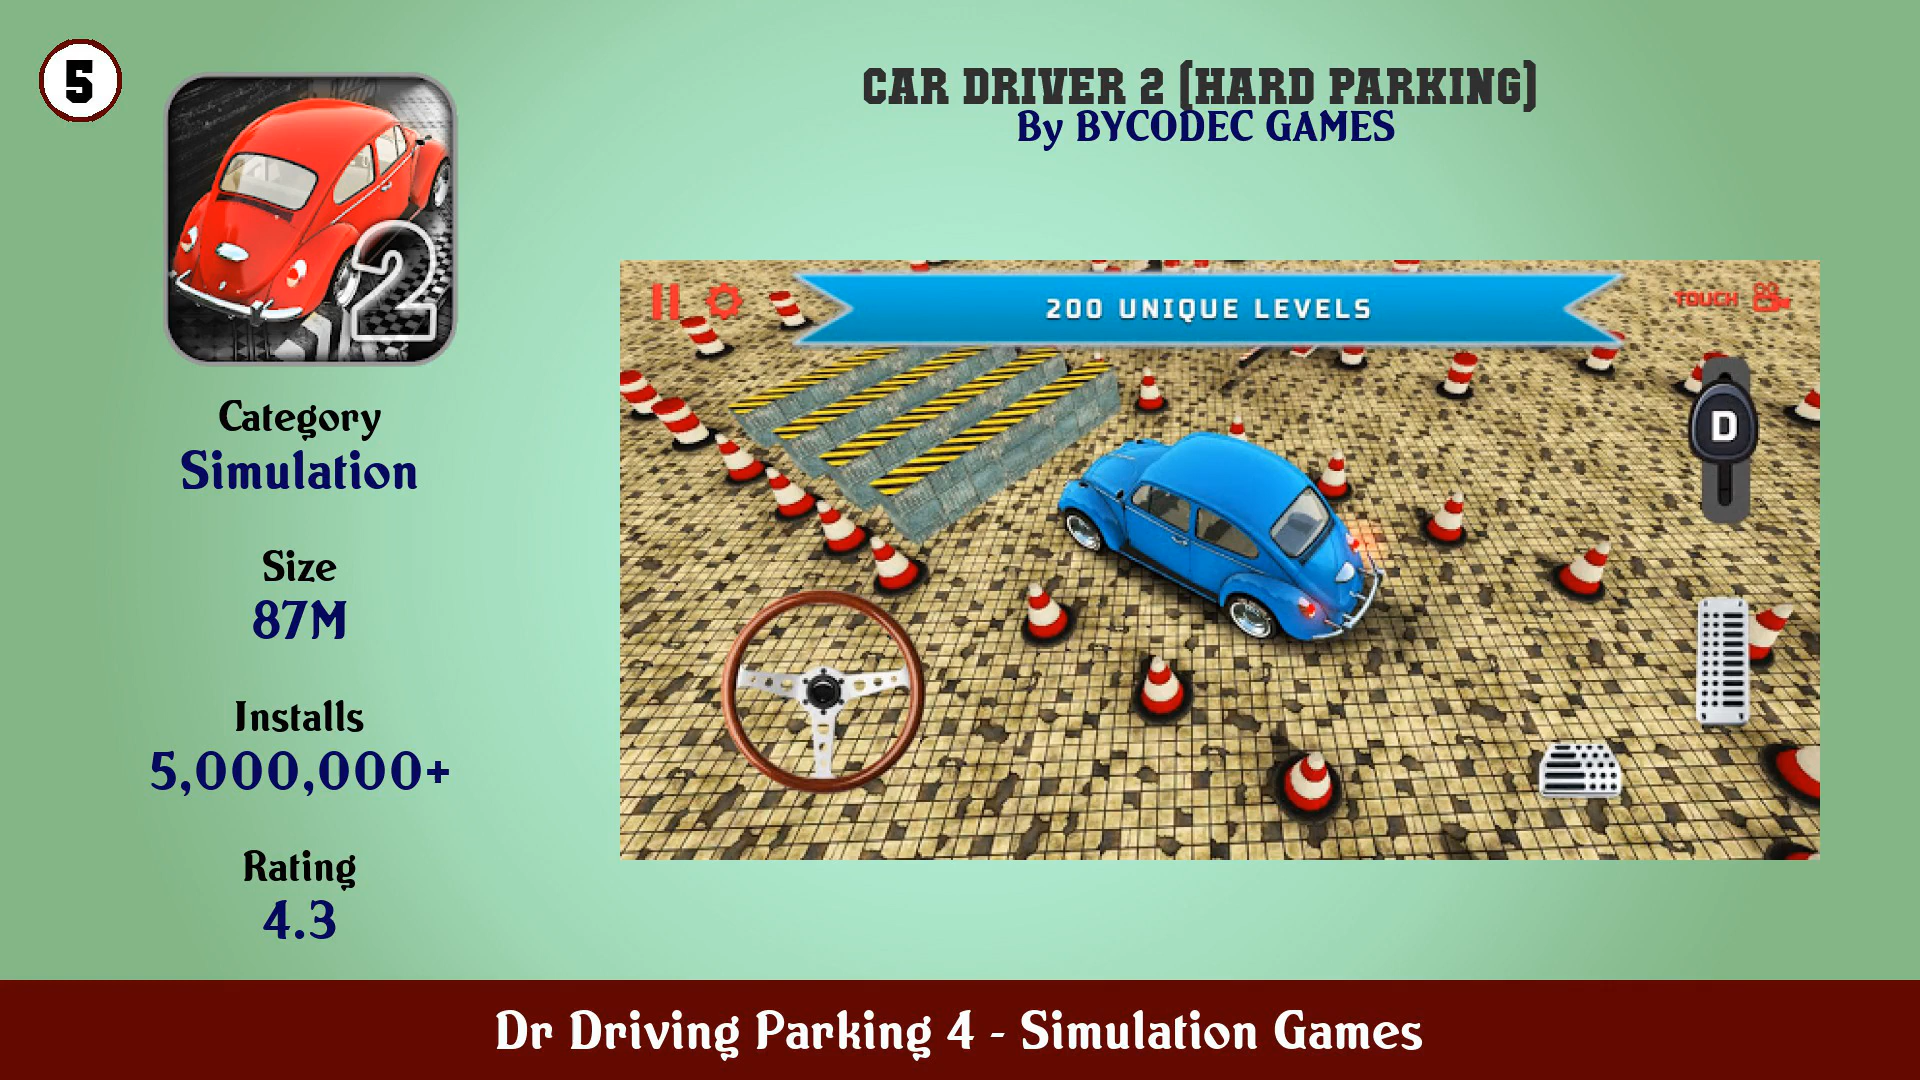 5
CAR DRIVER 2 (HARD PARKING)
By BYCODEC GAMES
2
Category
Simulation
Size
87M
Installs
5,000,000+
Rating
4.3
200 UNIQUE LEVELS
TOUCH
D
Dr Driving Parking 4 - Simulation Games